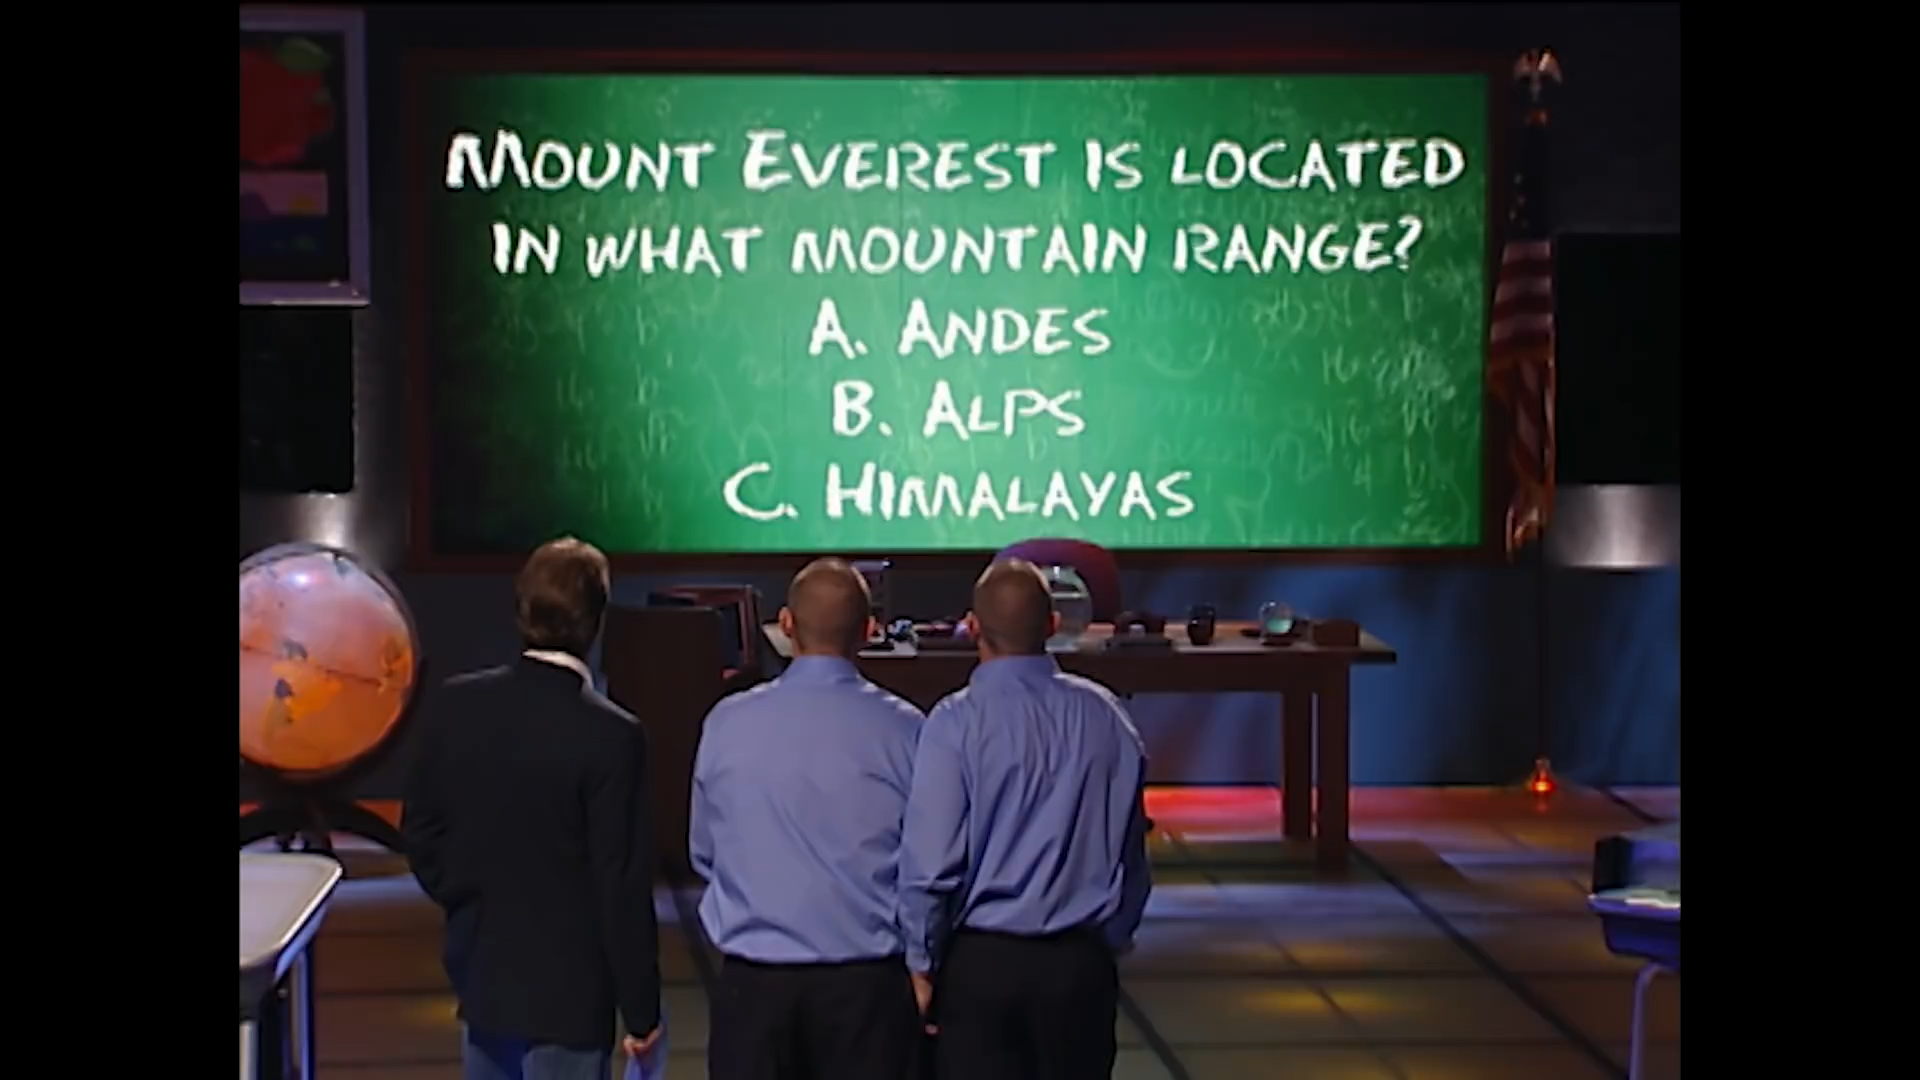 Mount Everest is located
in what mountain range?
A. Andes
B. Alps
C. Himalayas